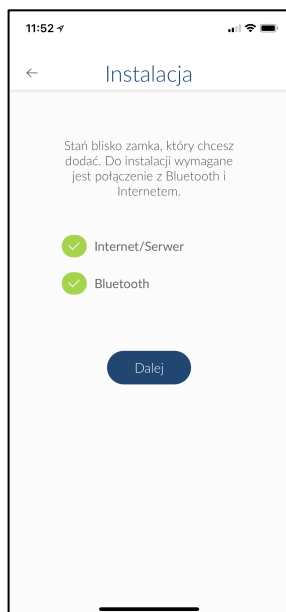 11:52
Instalacja
Stań blisko zamka, który chcesz
dodać. Do instalacji wymagane
jest połączenie z Bluetooth i
Internetem.
Internet/Serwer
Bluetooth
Dalej